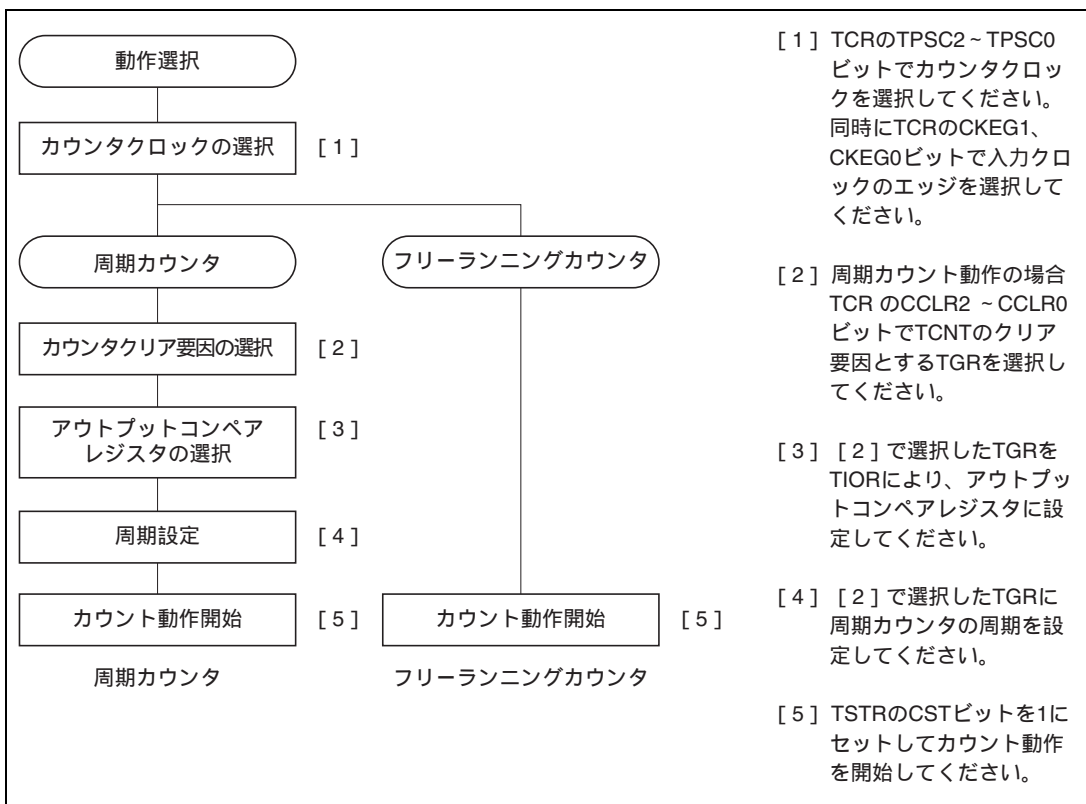 動作選択
カウンタクロックの選択 [1]
周期カウンタ
フリーランニングカウンタ
カウンタクリア要因の選択 [2]
アウトプットコンペア
レジスタの選択
[3]
周期設定 [4]
カウント動作開始 [5]
カウント動作開始 [5]
周期カウンタ
フリーランニングカウンタ
[1] TCRのTPSC2~TPSC0
ビットでカウンタクロッ
クを選択してください。
同時にTCRのCKEG1、
CKEG0ビットで入力クロ
ックのエッジを選択して
ください。
[2] 周期カウント動作の場合
TCR のCCLR2 ~CCLR0
ビットでTCNTのクリア
要因とするTGRを選択し
てください。
[3] [2]で選択したTGRを
TIORにより、アウトプッ
トコンペアレジスタに設
定してください。
[4] [2]で選択したTGRに
周期カウンタの周期を設
定してください。
[5] TSTRのCSTビットを1に
セットしてカウント動作
を開始してください。